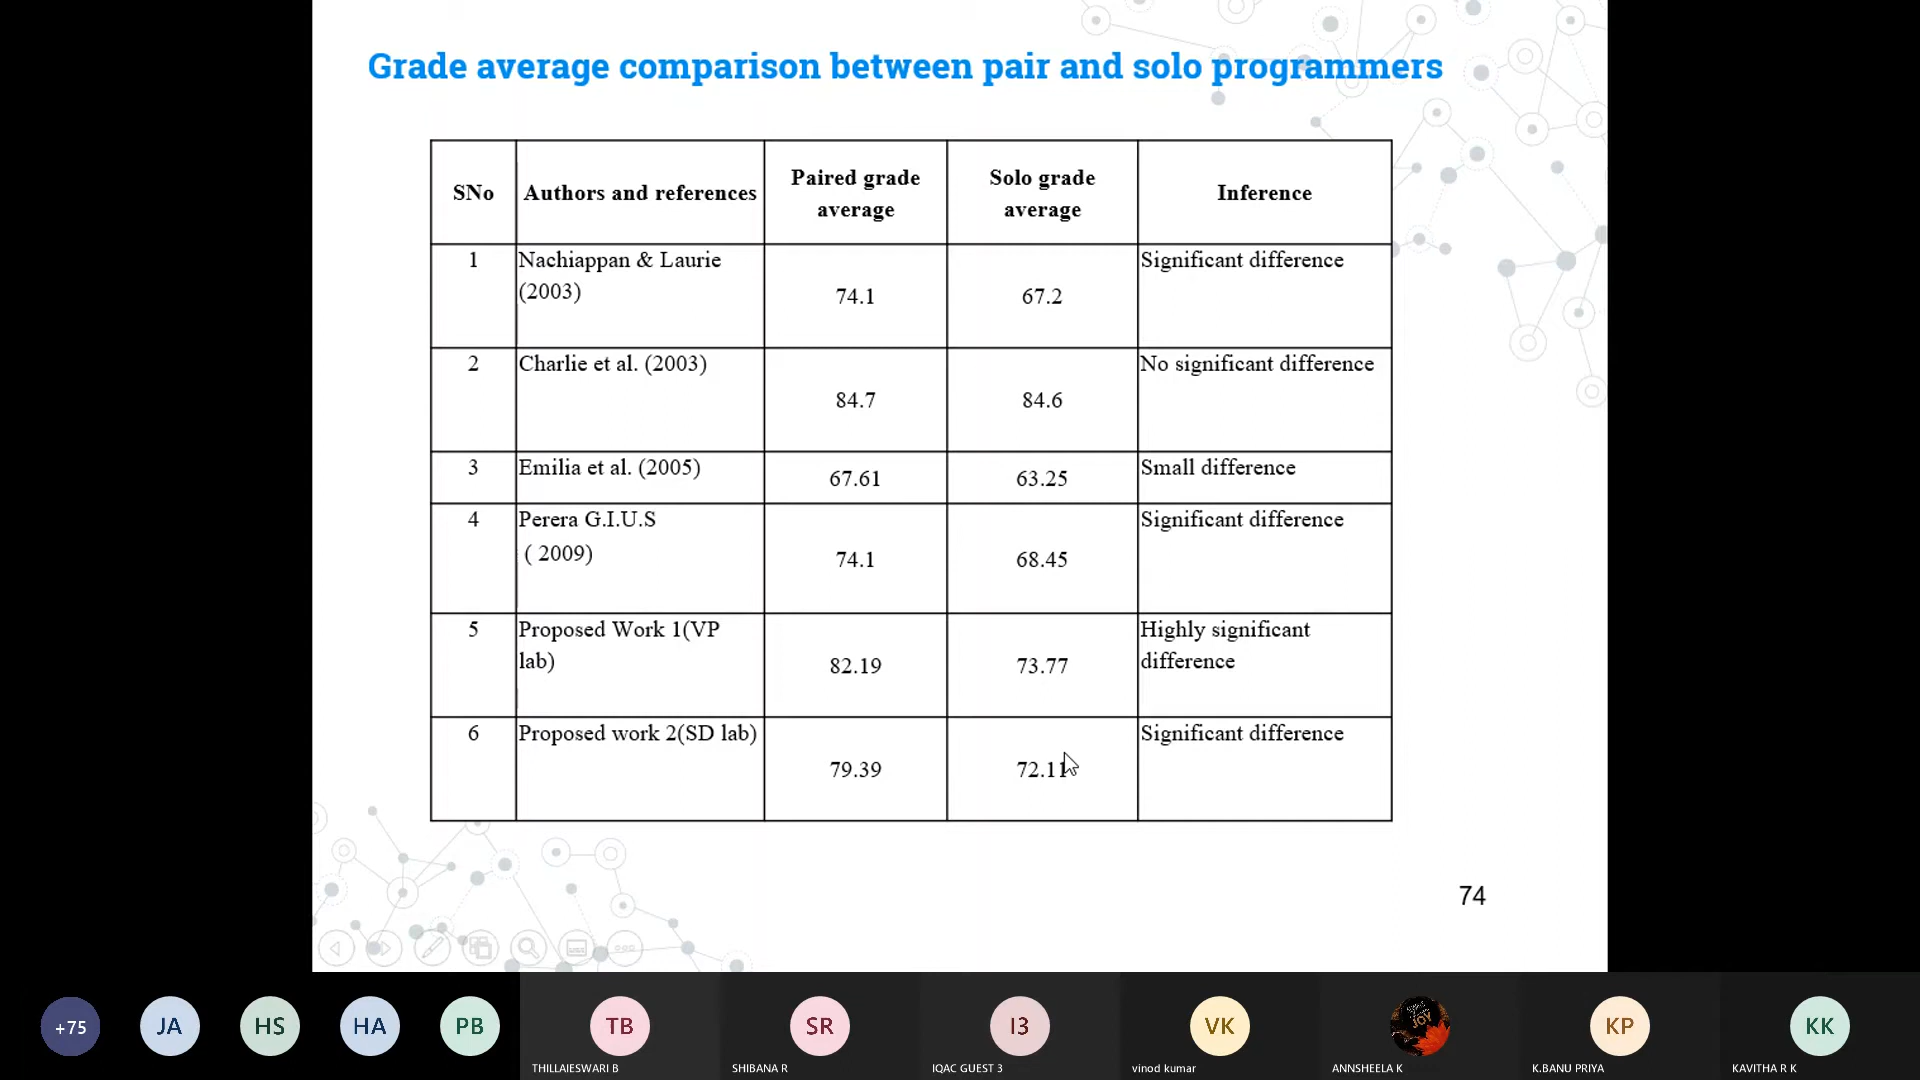 Grade average comparison between pair and solo programmers
SNo
Authors and references
Paired grade
average
Solo grade
average
Inference
1
Nachiappan & Laurie
(2003)
74.1
67.2
Significant difference
2
Charlie et al. (2003)
84.7
84.6
No significant difference
3
Emilia et al. (2005)
67.61
63.25
Small difference
4
Perera G.I.U.S
( 2009)
74.1
68.45
Significant difference
5
Proposed Work 1(VP
lab)
82.19
73.77
Highly significant
difference
6
Proposed work 2(SD lab)
79.39
72.11
Significant difference
74
+75
JA
HS
HA
PB
TB
THILLAIESWARI B
SR
SHIBANA R
I3
IQAC GUEST 3
VK
vinod kumar
JOY
ANNSHEELA K
KP
K.BANU PRIYA
KK
KAVITHA R K